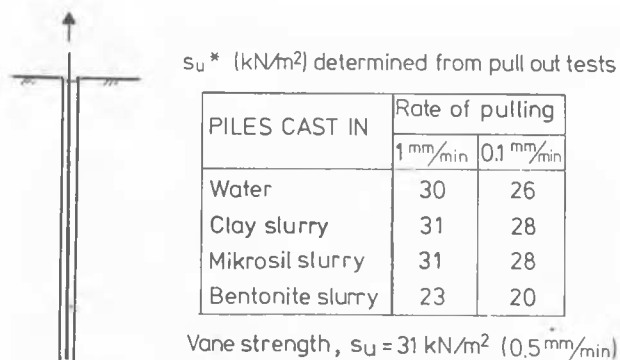 s_u* (kN/m²) determined from pull out tests
PILES CAST IN
Rate of pulling
1 mm/min 0.1 mm/min
Water 30 26
Clay slurry 31 28
Mikrosil slurry 31 28
Bentonite slurry 23 20
Vane strength, s_u = 31 kN/m² (0.5 mm/min)